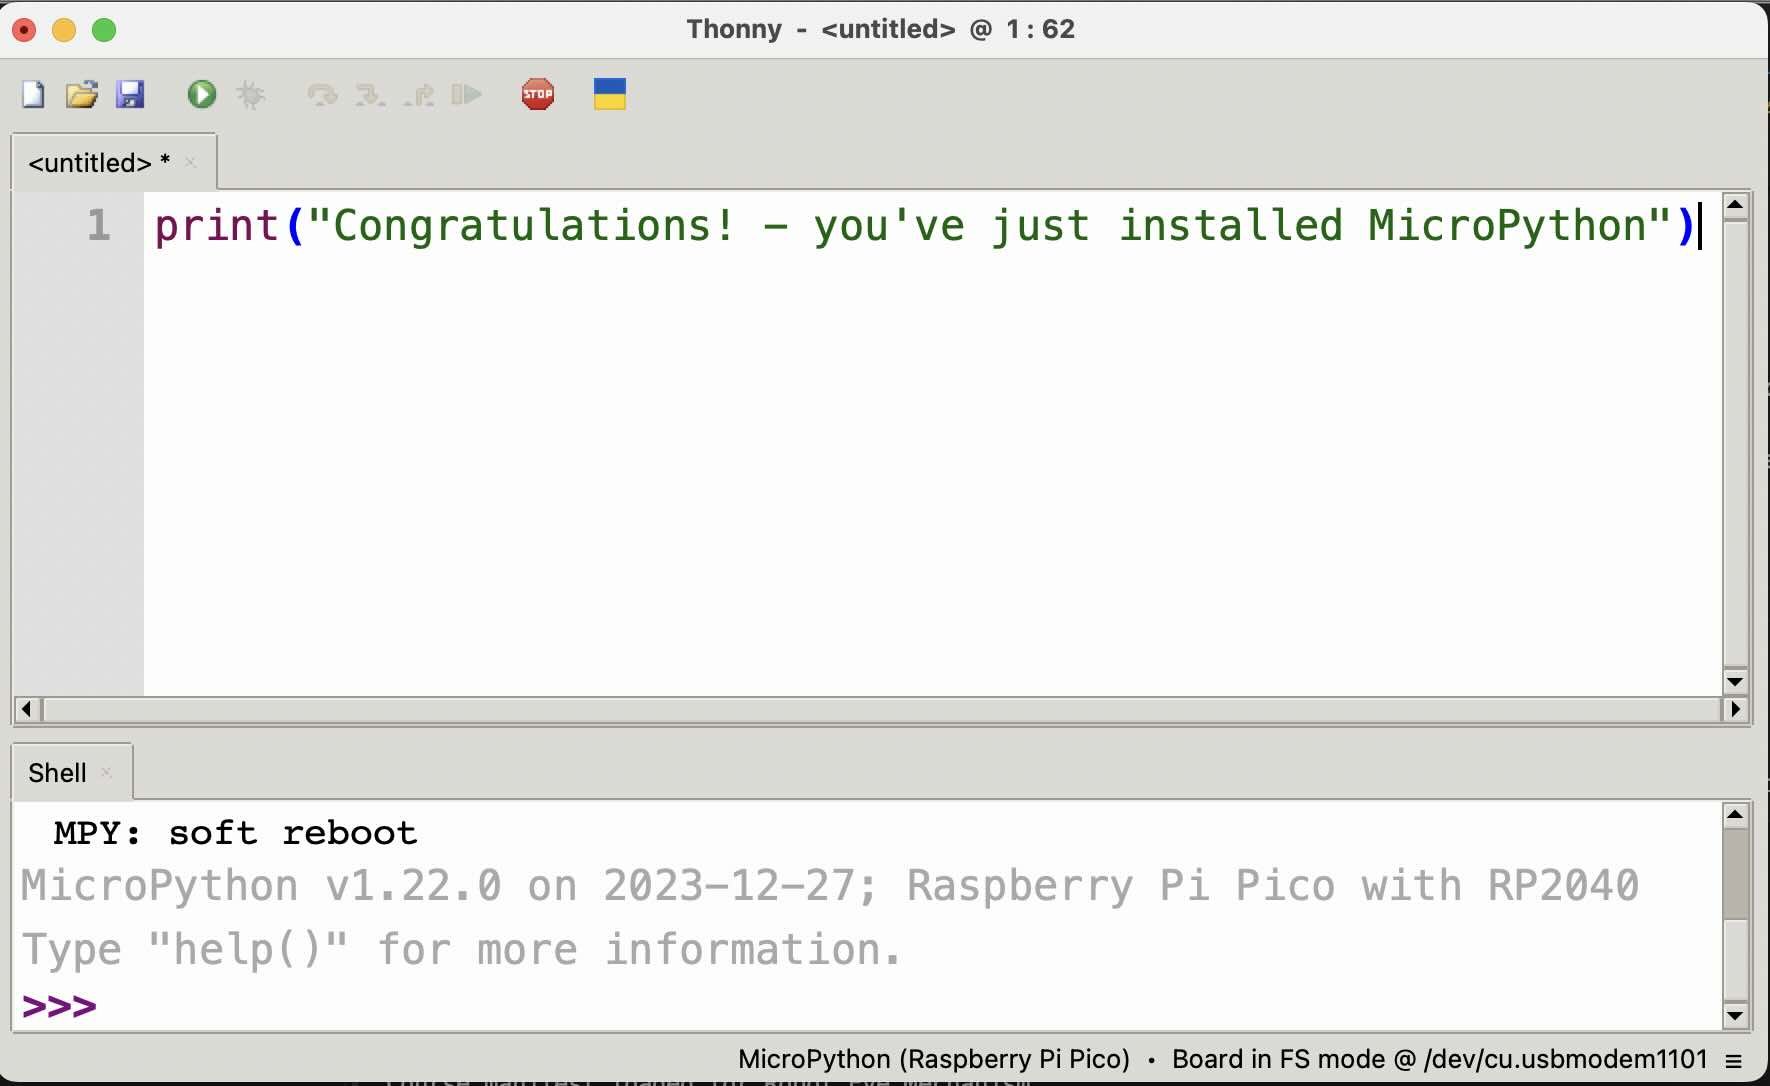 Thonny - <untitled> @ 1:62
STOP
<untitled> *
1 print("Congratulations! - you've just installed MicroPython")
Shell
MPY: soft reboot
MicroPython v1.22.0 on 2023-12-27; Raspberry Pi Pico with RP2040
Type "help()" for more information.
>>>
MicroPython (Raspberry Pi Pico) • Board in FS mode @ /dev/cu.usbmodem1101 ≡